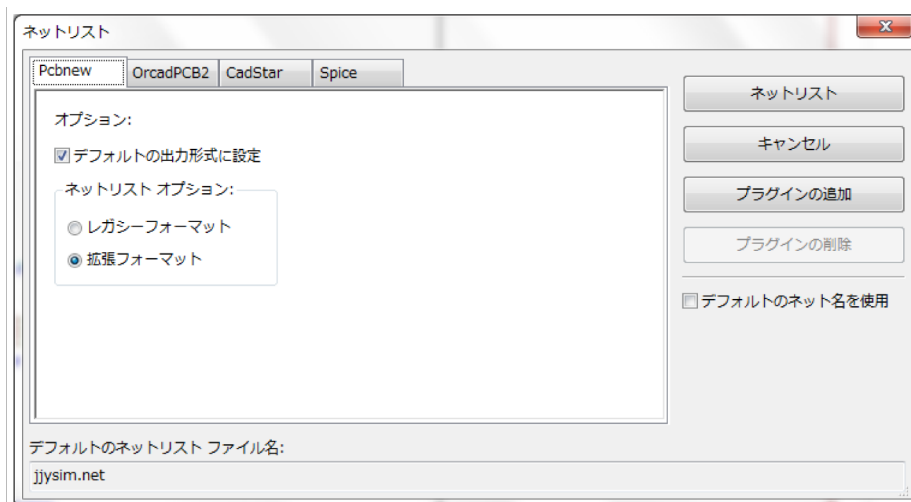 ネットリスト
Pcbnew
OrcadPCB2
CadStar
Spice
オプション:
デフォルトの出力形式に設定
ネットリスト オプション:
レガシーフォーマット
拡張フォーマット
ネットリスト
キャンセル
プラグインの追加
プラグインの削除
デフォルトのネット名を使用
デフォルトのネットリスト ファイル名:
jjysim.net